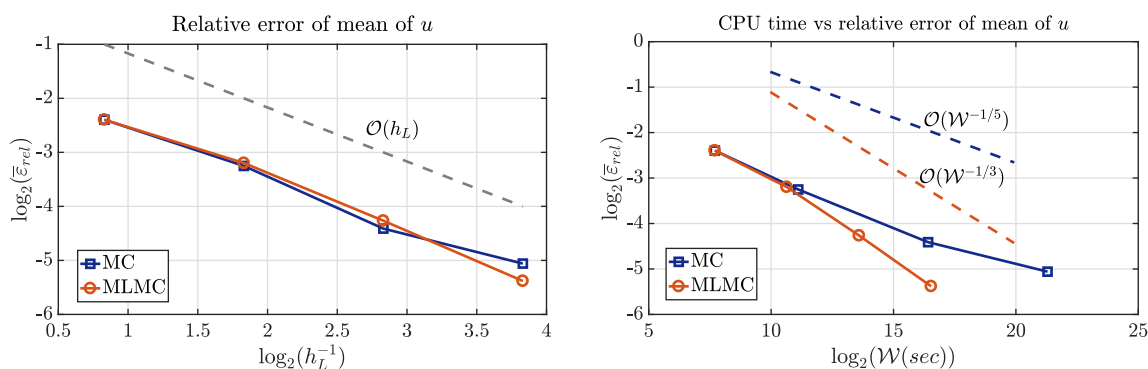 Relative error of mean of u
-1
-2
-3
-4
-5
-6
log₂(ε̅_rel)
O(h_L)
MC
MLMC
0.5 1 1.5 2 2.5 3 3.5 4
log₂(h_L⁻¹)
CPU time vs relative error of mean of u
0
-1
-2
-3
-4
-5
-6
log₂(ε̅_rel)
O(W^{-1/5})
O(W^{-1/3})
MC
MLMC
5 10 15 20 25
log₂(W(sec))